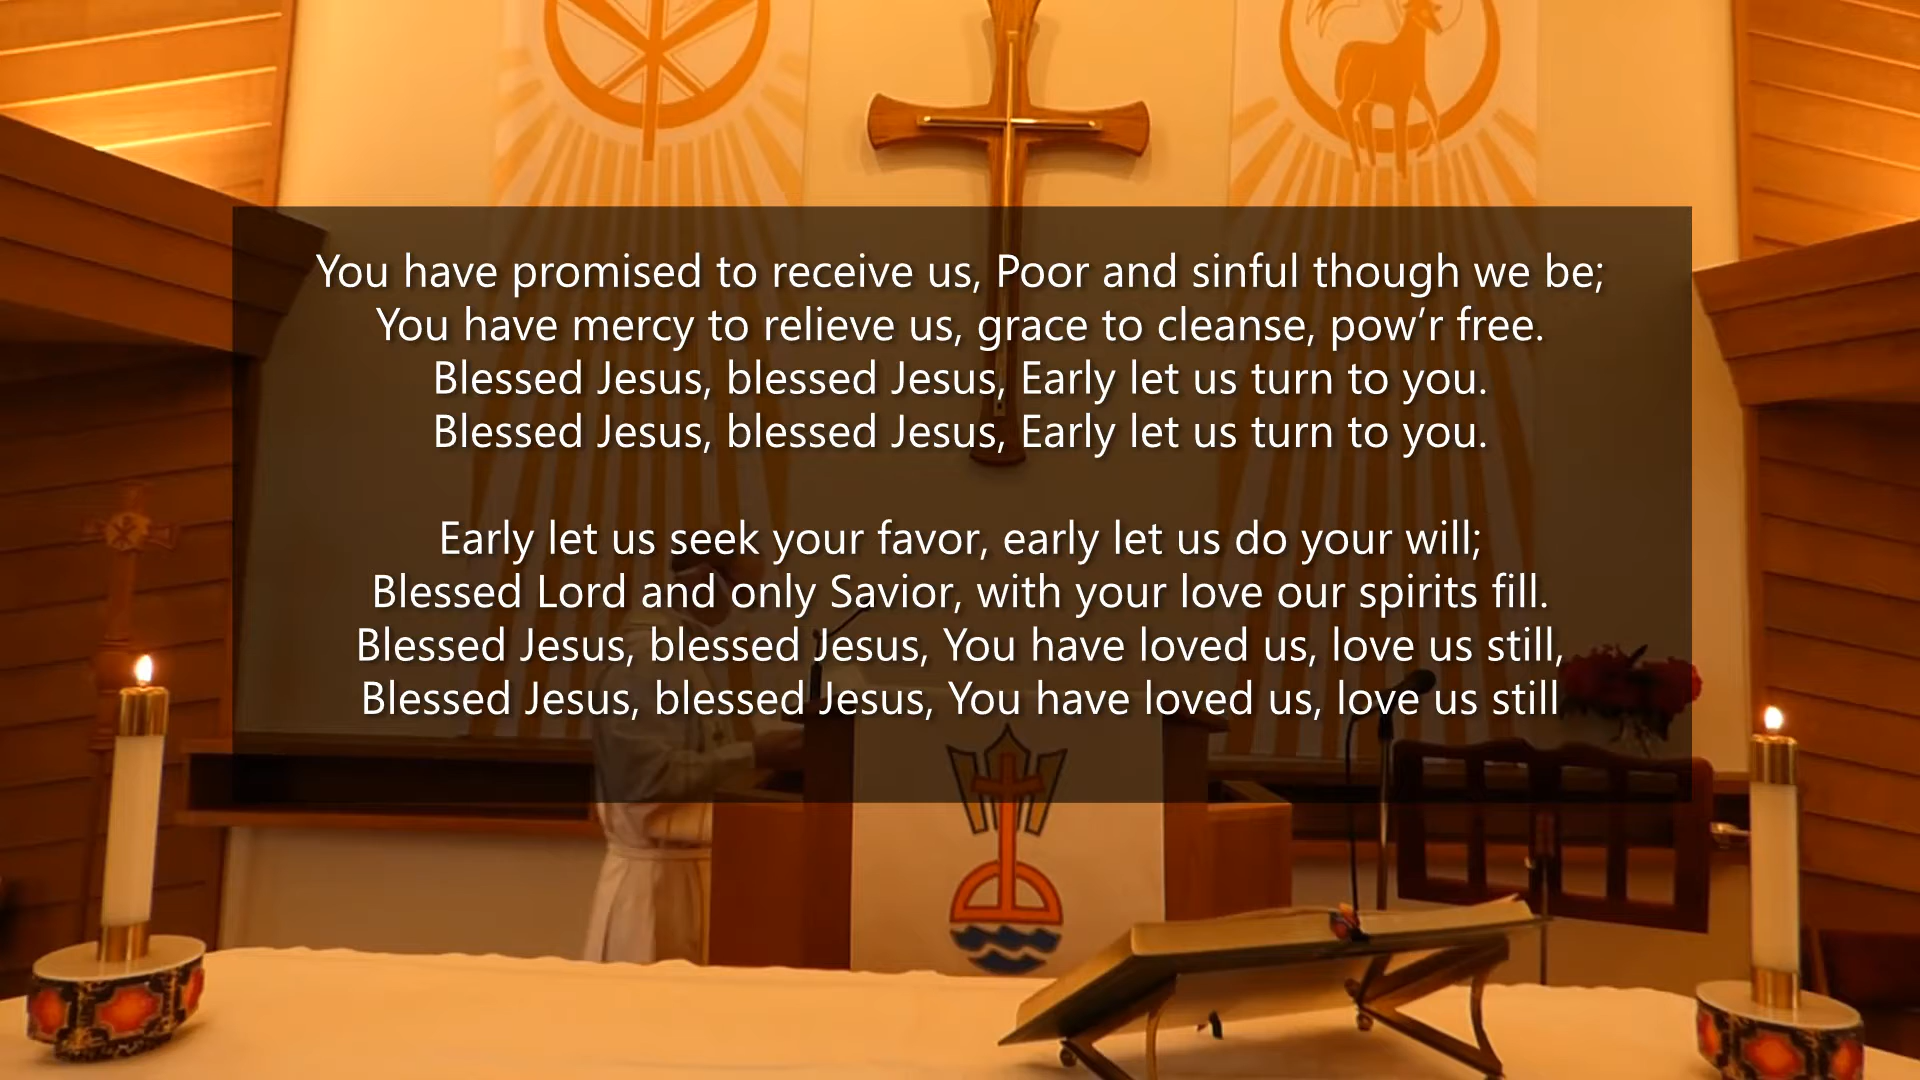 You have promised to receive us, Poor and sinful though we be;
You have mercy to relieve us, grace to cleanse, pow’r free.
Blessed Jesus, blessed Jesus, Early let us turn to you.
Blessed Jesus, blessed Jesus, Early let us turn to you.
Early let us seek your favor, early let us do your will;
Blessed Lord and only Savior, with your love our spirits fill.
Blessed Jesus, blessed Jesus, You have loved us, love us still,
Blessed Jesus, blessed Jesus, You have loved us, love us still